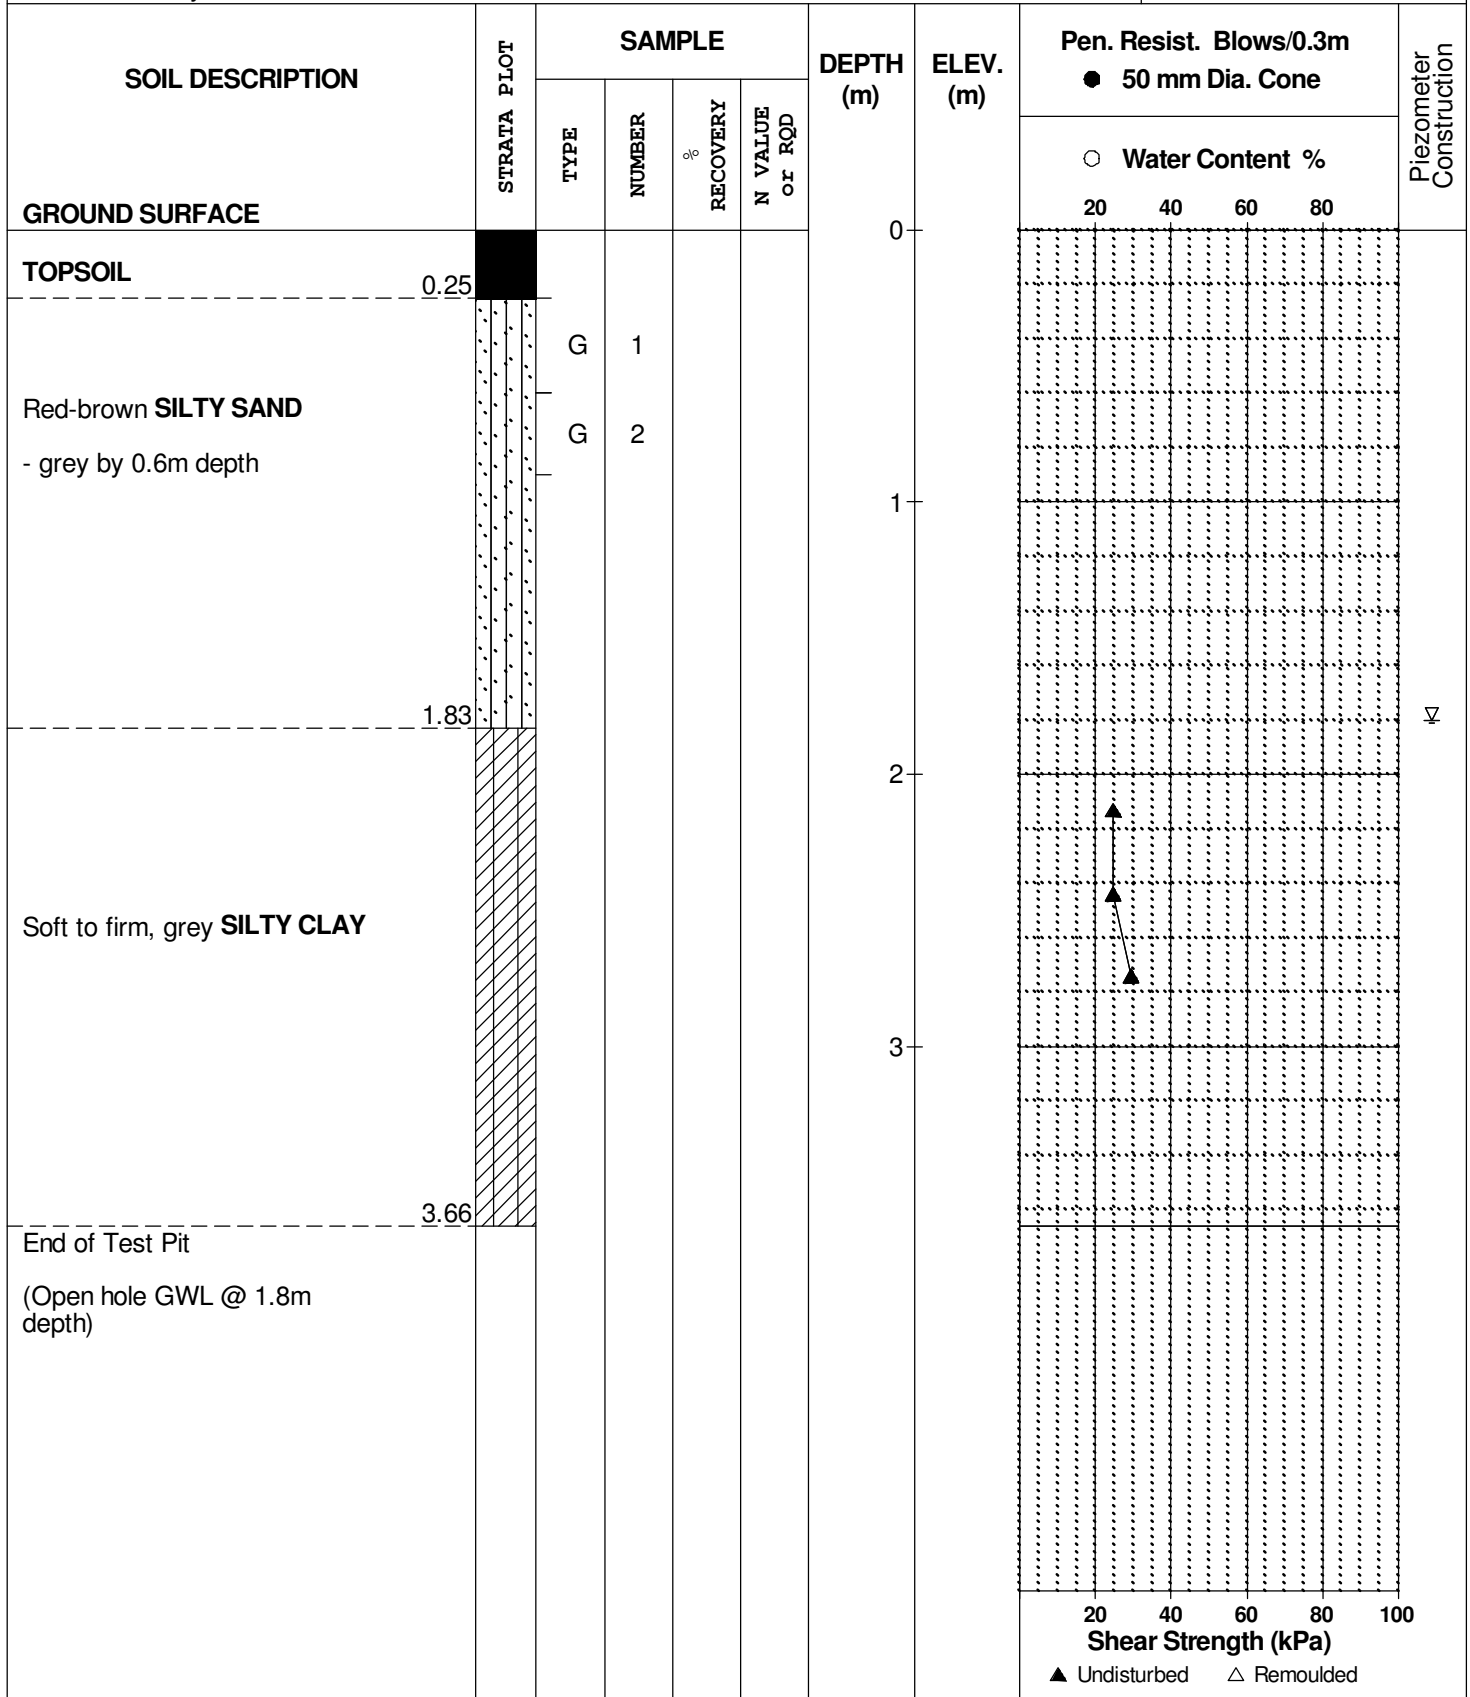 SOIL DESCRIPTION
GROUND SURFACE
STRATA PLOT
SAMPLE
TYPE
NUMBER
%
RECOVERY
N VALUE
or RQD
DEPTH
(m)
ELEV.
(m)
Pen. Resist. Blows/0.3m
● 50 mm Dia. Cone
○ Water Content %
20 40 60 80
Piezometer
Construction
0
TOPSOIL
0.25
G 1
Red-brown SILTY SAND
G 2
- grey by 0.6m depth
1
1.83
2
Soft to firm, grey SILTY CLAY
3
3.66
End of Test Pit
(Open hole GWL @ 1.8m
depth)
20 40 60 80 100
Shear Strength (kPa)
▲ Undisturbed △ Remoulded